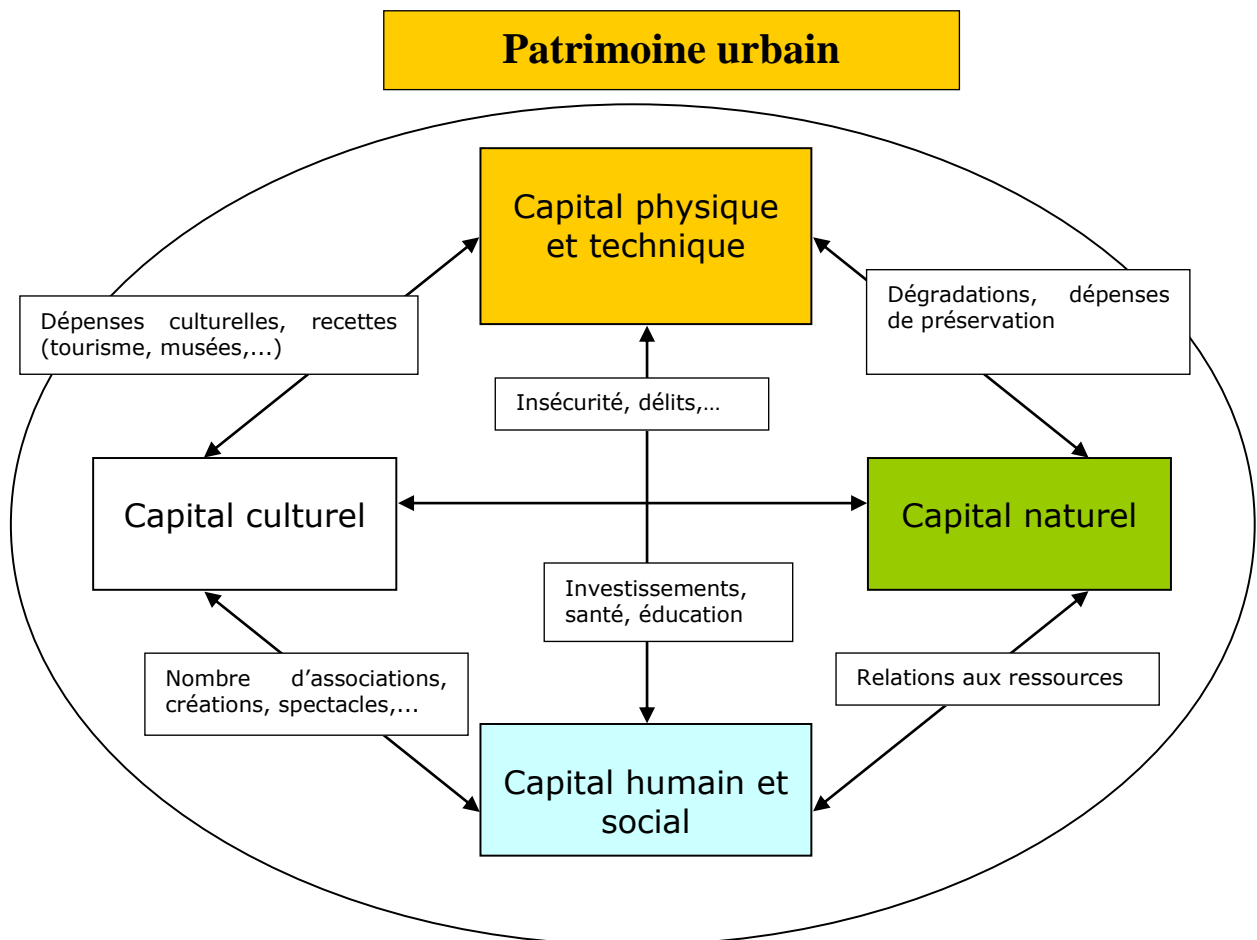 Patrimoine urbain
Capital physique
et technique
Dépenses culturelles, recettes
(tourisme, musées,...)
Dégradations, dépenses
de préservation
Insécurité, délits,…
Capital culturel
Capital naturel
Investissements,
santé, éducation
Nombre d’associations,
créations, spectacles,...
Relations aux ressources
Capital humain et
social